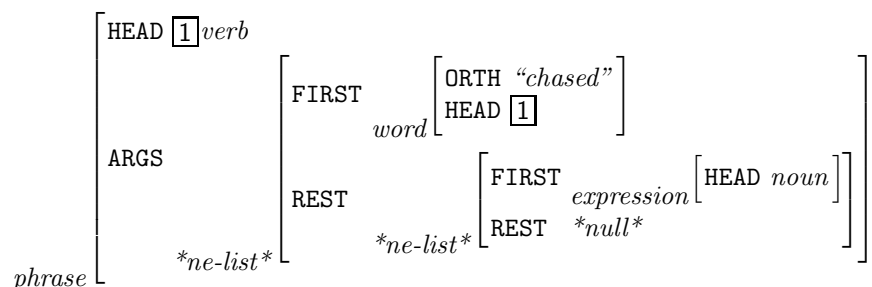 HEAD 1 verb
ORTH "chased"
FIRST
HEAD 1
word
ARGS
FIRST HEAD noun
expression
REST
REST *null*
*ne-list*
*ne-list*
phrase